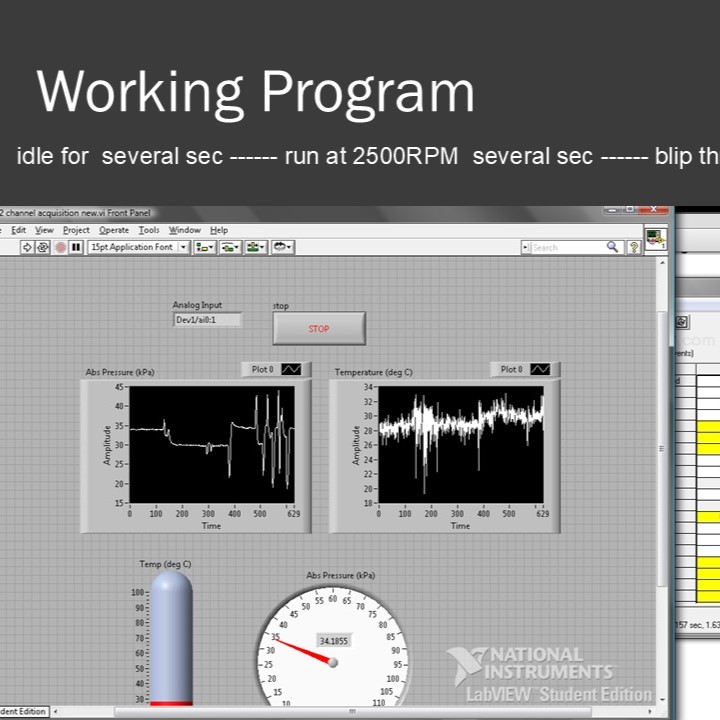 Working Program
idle for several sec ------ run at 2500RPM several sec ------ blip th
2 channel acquisition new.vi Front Panel
Edit View Project Operate Tools Window Help
15pt Application Font
Search
Analog Input
stop
Dev1/ai0:1
STOP
Abs Pressure (kPa)
Plot 0
Temperature (deg C)
Plot 0
45
40
35
30
25
20
15
Amplitude
0 100 200 300 400 500 629
Time
34
32
30
28
26
24
22
20
18
Amplitude
0 100 200 300 400 500 629
Time
Temp (deg C)
100
90
80
70
60
50
40
30
Abs Pressure (kPa)
10 15 25 30 35 40 45 50 55 60 65 70 75 80 85 90 95 100 105 110
34.1855
NATIONAL
INSTRUMENTS
LabVIEW Student Edition
dent Edition
ents)
157 sec, 1.63